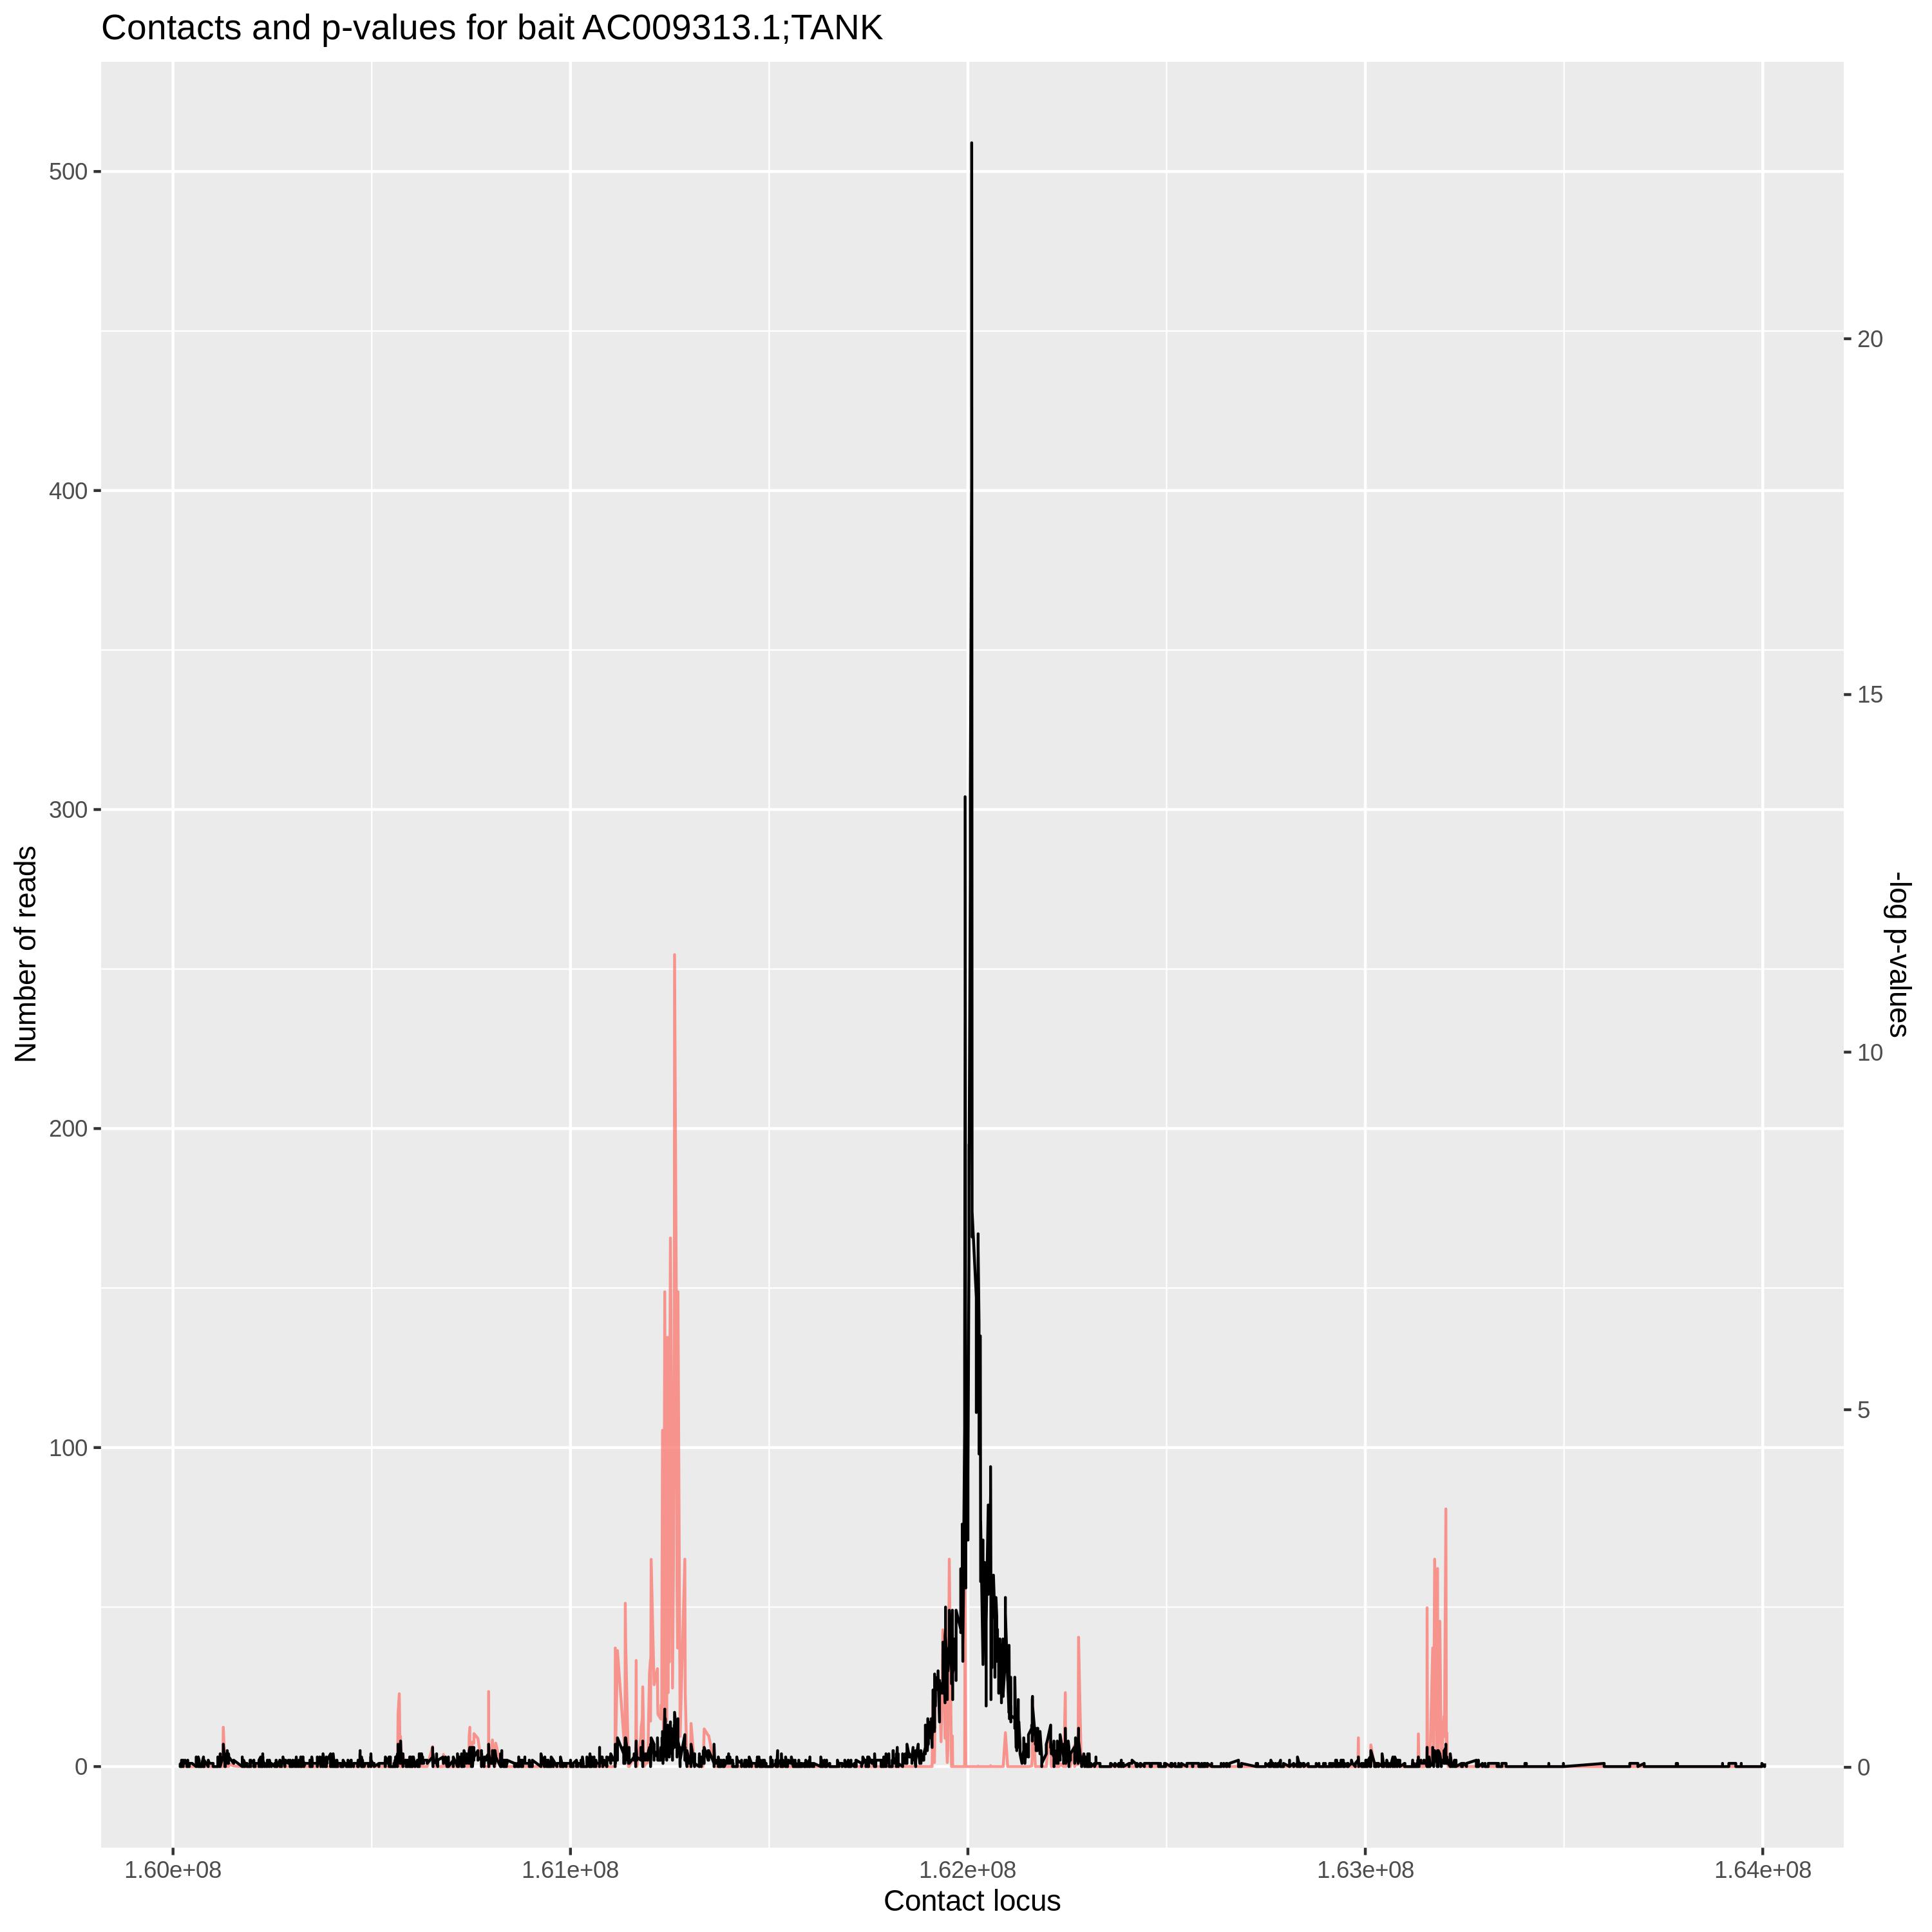 Contacts and p-values for bait AC009313.1;TANK
500
400
300
200
100
0
Number of reads
20
15
10
5
0
-log p-values
1.60e+08
1.61e+08
1.62e+08
1.63e+08
1.64e+08
Contact locus